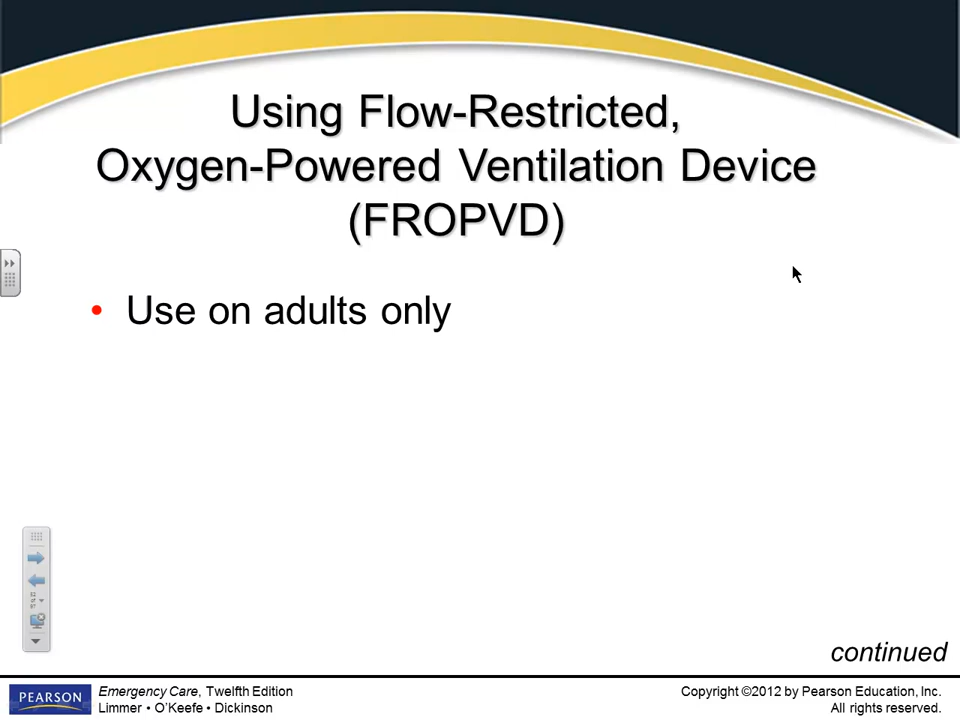 Using Flow-Restricted,
Oxygen-Powered Ventilation Device
(FROPVD)
• Use on adults only
continued
PEARSON
Emergency Care, Twelfth Edition
Limmer • O'Keefe • Dickinson
Copyright ©2012 by Pearson Education, Inc.
All rights reserved.